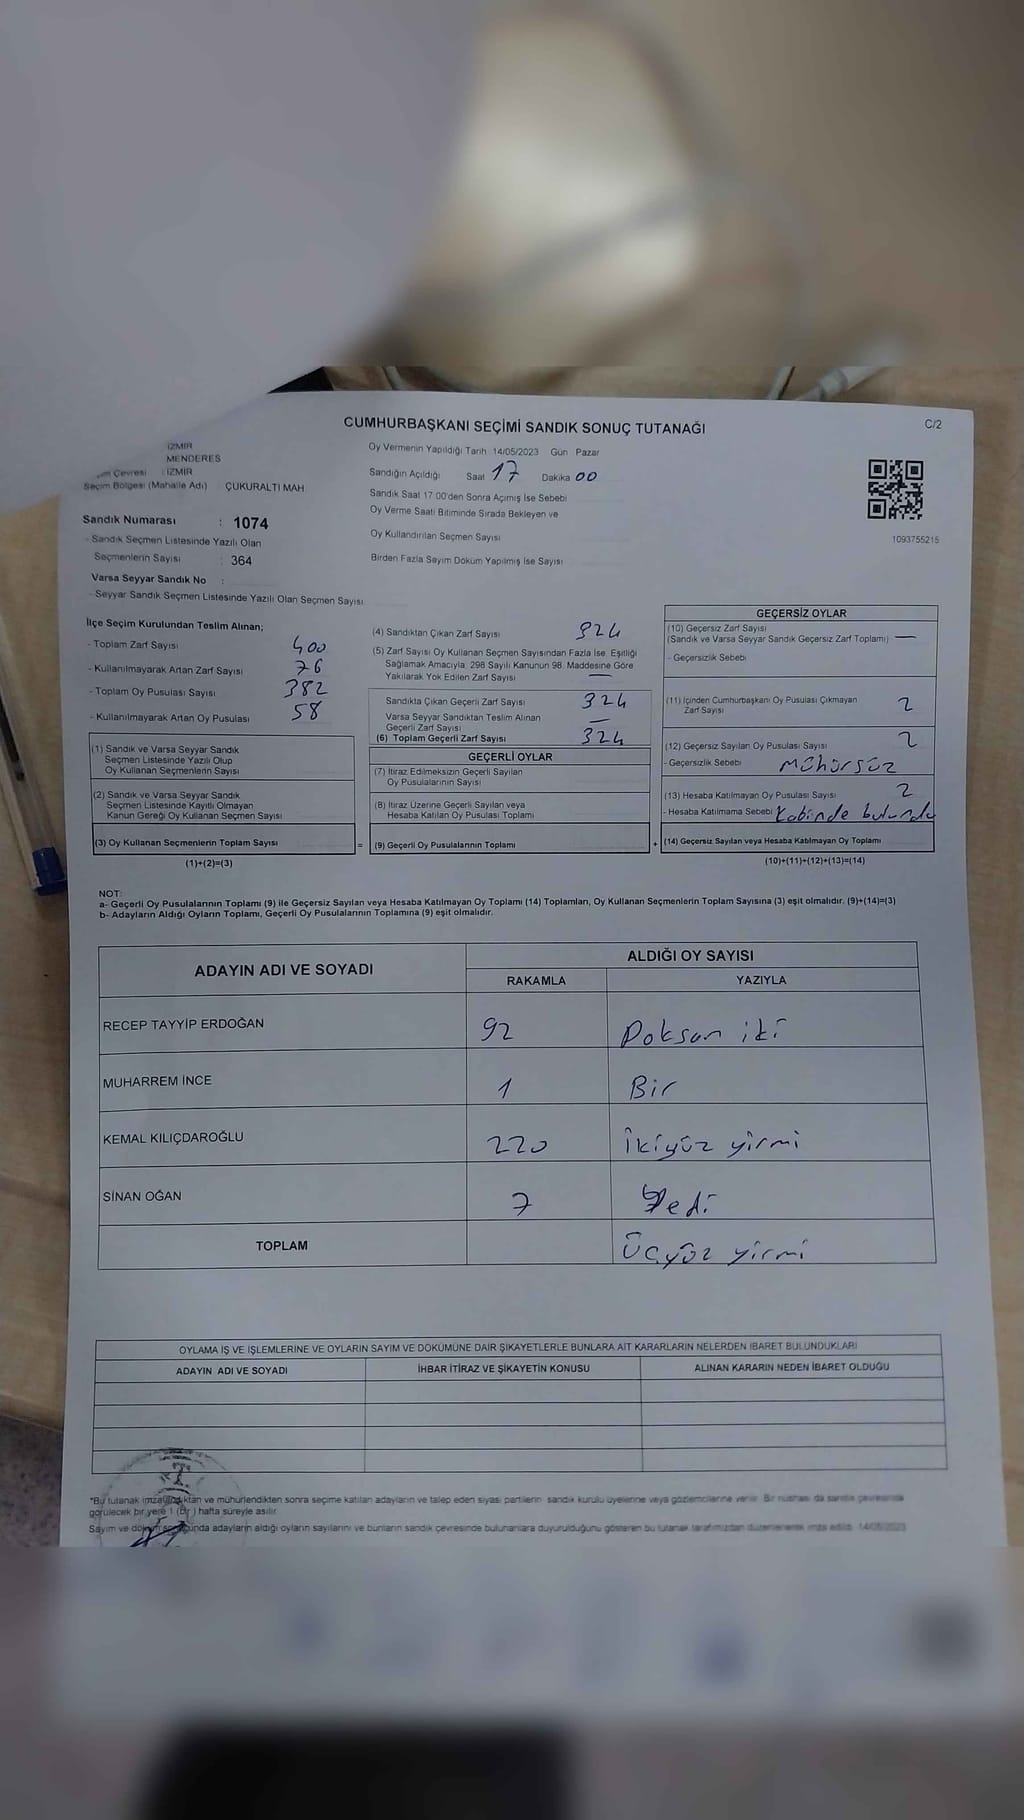 CUMHURBAŞKANI SEÇİMİ SANDIK SONUÇ TUTANAĞI
C/2
İZMİR
MENDERES
Çevresi : İZMİR
Seçim Bölgesi (Mahalle Adı) ÇUKURALTI MAH
Sandık Numarası : 1074
- Sandık Seçmen Listesinde Yazılı Olan
Seçmenlerin Sayısı : 364
Varsa Seyyar Sandık No :
- Seyyar Sandık Seçmen Listesinde Yazılı Olan Seçmen Sayısı
Oy Vermenin Yapıldığı Tarih 14/05/2023 Gün Pazar
Sandığın Açıldığı Saat 17 Dakika 00
Sandık Saat 17.00'den Sonra Açımış İse Sebebi
Oy Verme Saati Bitiminde Sırada Bekleyen ve
Oy Kullandırılan Seçmen Sayısı
Birden Fazla Sayım Döküm Yapılmış İse Sayısı
1093755215
İlçe Seçim Kurulundan Teslim Alınan;
- Toplam Zarf Sayısı 400
- Kullanılmayarak Artan Zarf Sayısı 76
- Toplam Oy Pusulası Sayısı 382
- Kullanılmayarak Artan Oy Pusulası 58
(1) Sandık ve Varsa Seyyar Sandık
Seçmen Listesinde Yazılı Olup
Oy Kullanan Seçmenlerin Sayısı
(2) Sandık ve Varsa Seyyar Sandık
Seçmen Listesinde Kayıtlı Olmayan
Kanun Gereği Oy Kullanan Seçmen Sayısı
(3) Oy Kullanan Seçmenlerin Toplam Sayısı
(1)+(2)=(3)
(4) Sandıktan Çıkan Zarf Sayısı 324
(5) Zarf Sayısı Oy Kullanan Seçmen Sayısından Fazla İse, Eşitliği
Sağlamak Amacıyla, 298 Sayılı Kanunun 98. Maddesine Göre
Yakılarak Yok Edilen Zarf Sayısı —
Sandıkta Çıkan Geçerli Zarf Sayısı 324
Varsa Seyyar Sandıktan Teslim Alınan
Geçerli Zarf Sayısı —
(6) Toplam Geçerli Zarf Sayısı 324
GEÇERLİ OYLAR
(7) İtiraz Edilmeksizin Geçerli Sayılan
Oy Pusulalarının Sayısı
(8) İtiraz Üzerine Geçerli Sayılan veya
Hesaba Katılan Oy Pusulası Toplamı
= (9) Geçerli Oy Pusulalarının Toplamı
GEÇERSİZ OYLAR
(10) Geçersiz Zarf Sayısı
(Sandık ve Varsa Seyyar Sandık Geçersiz Zarf Toplamı) —
- Geçersizlik Sebebi
(11) İçinden Cumhurbaşkanı Oy Pusulası Çıkmayan
Zarf Sayısı 2
(12) Geçersiz Sayılan Oy Pusulası Sayısı 2
- Geçersizlik Sebebi Mühürsüz
(13) Hesaba Katılmayan Oy Pusulası Sayısı 2
- Hesaba Katılmama Sebebi Kabinde bulundu
+ (14) Geçersiz Sayılan veya Hesaba Katılmayan Oy Toplamı
(10)+(11)+(12)+(13)=(14)
NOT:
a- Geçerli Oy Pusulalarının Toplamı (9) ile Geçersiz Sayılan veya Hesaba Katılmayan Oy Toplamı (14) Toplamları, Oy Kullanan Seçmenlerin Toplam Sayısına (3) eşit olmalıdır. (9)+(14)=(3)
b- Adayların Aldığı Oyların Toplamı, Geçerli Oy Pusulalarının Toplamına (9) eşit olmalıdır.
ADAYIN ADI VE SOYADI ALDIĞI OY SAYISI
RAKAMLA YAZIYLA
RECEP TAYYİP ERDOĞAN 92 Doksan iki
MUHARREM İNCE 1 Bir
KEMAL KILIÇDAROĞLU 220 İkiyüz yirmi
SİNAN OĞAN 7 Yedi
TOPLAM Üçyüz yirmi
OYLAMA İŞ VE İŞLEMLERİNE VE OYLARIN SAYIM VE DÖKÜMÜNE DAİR ŞİKAYETLERLE BUNLARA AİT KARARLARIN NELERDEN İBARET BULUNDUKLARI
ADAYIN ADI VE SOYADI İHBAR İTİRAZ VE ŞİKAYETİN KONUSU ALINAN KARARIN NEDEN İBARET OLDUĞU
*Bu tutanak imzalandıktan ve mühürlendikten sonra seçime katılan adayların ve talep eden siyasi partilerin sandık kurulu üyelerine veya gözlemcilerine verilir. Bir nüshası da sandık çevresinde
görülecek bir yere 1 (Bir) hafta süreyle asılır.
Sayım ve döküm sonucunda adayların aldığı oyların sayılarını ve bunların sandık çevresinde bulunanlara duyurulduğunu gösteren bu tutanak tarafımızdan düzenlenerek imza edildi. 14/05/2023